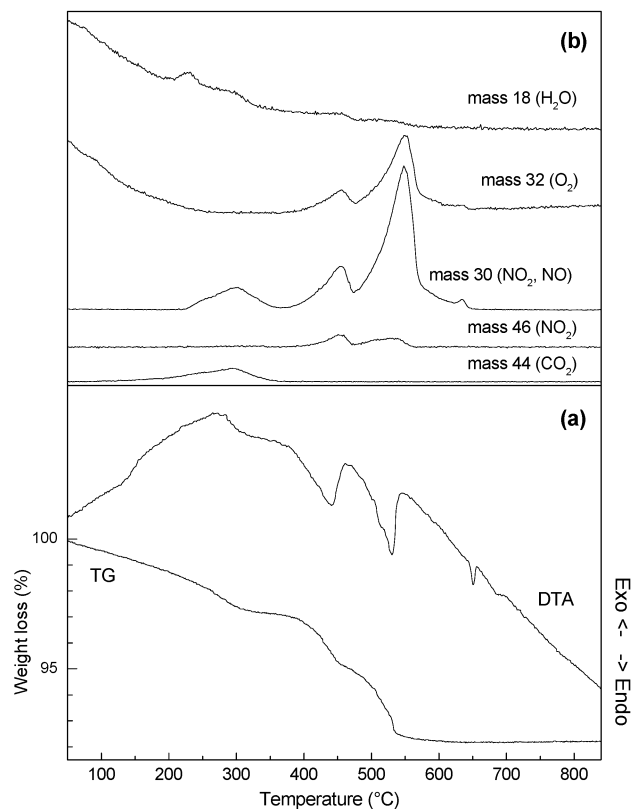 (b)
mass 18 (H₂O)
mass 32 (O₂)
mass 30 (NO₂, NO)
mass 46 (NO₂)
mass 44 (CO₂)
(a)
100
95
Weight loss (%)
TG
DTA
Exo <- -> Endo
100 200 300 400 500 600 700 800
Temperature (°C)